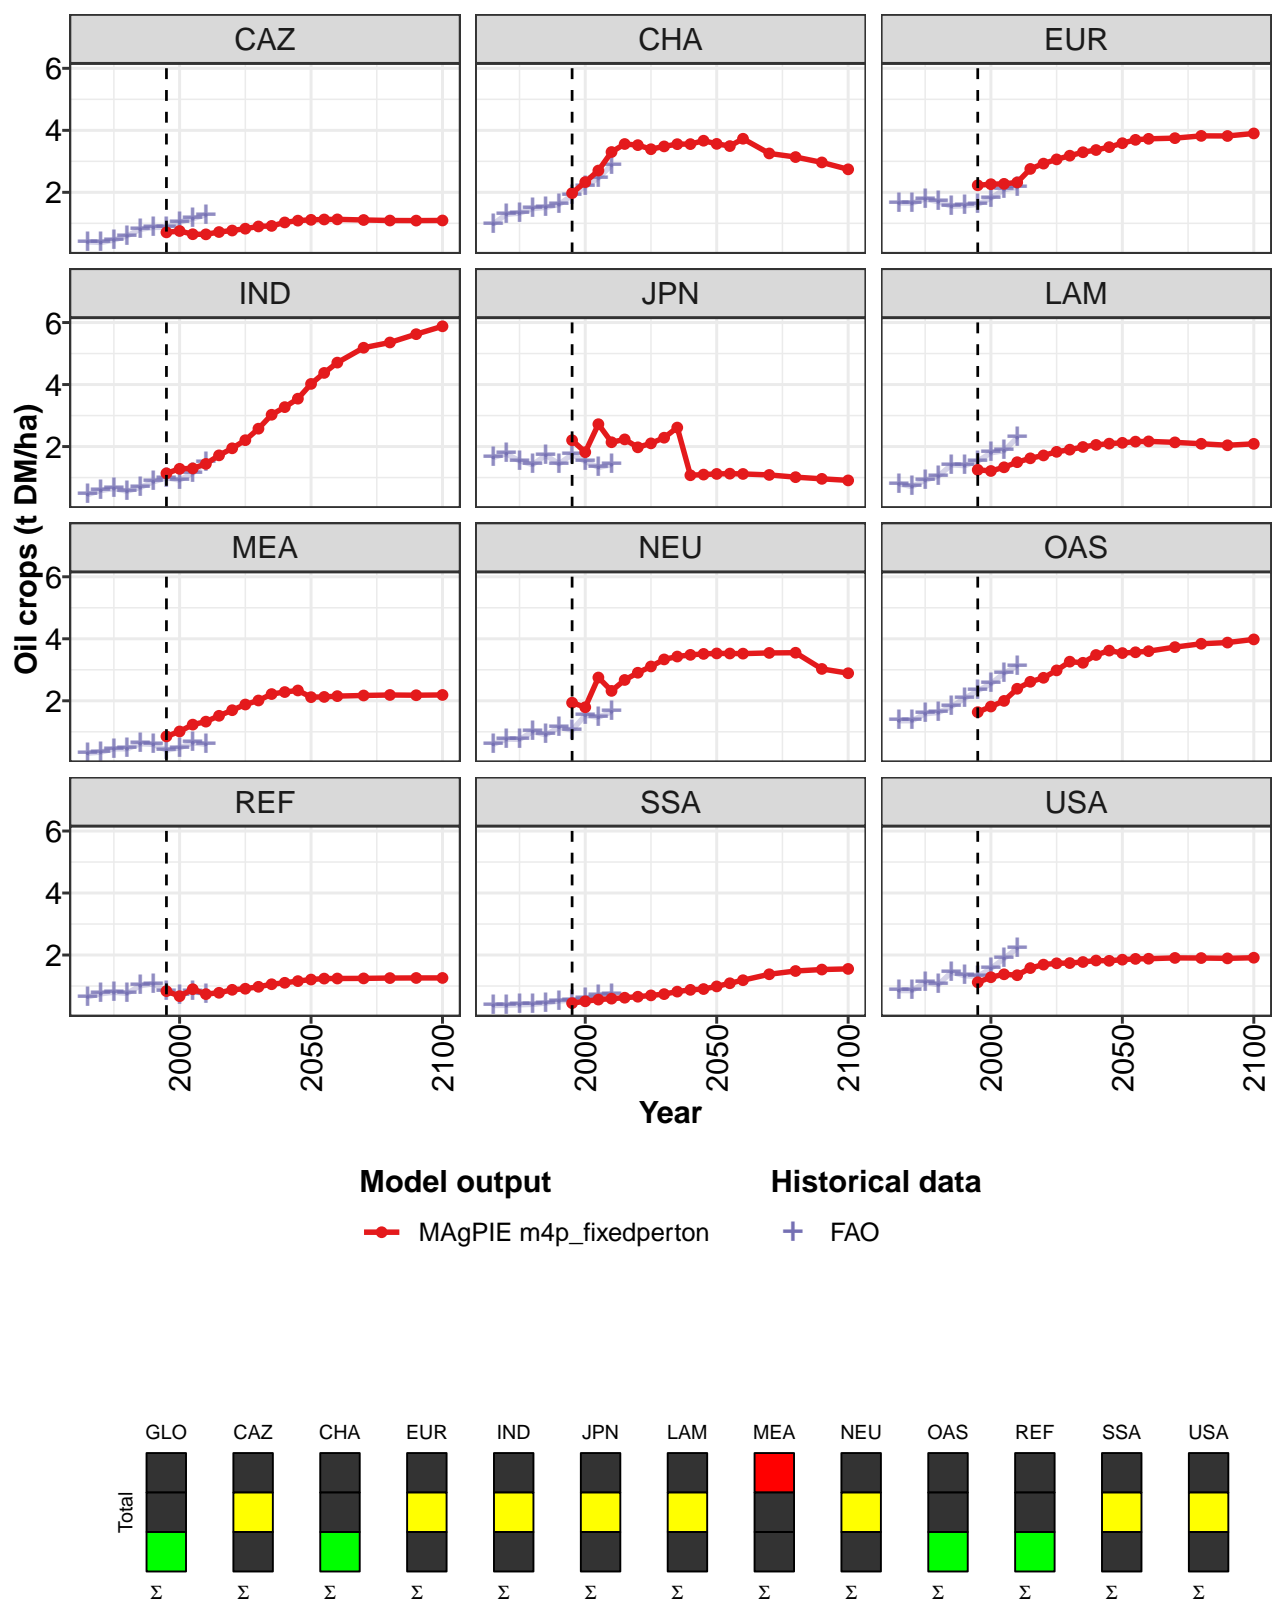 CAZ CHA EUR
6
4
2
IND JPN LAM
6
4
2
MEA NEU OAS
6
4
2
REF SSA USA
6
4
2
Oil crops (t DM/ha)
2000 2050 2100 2000 2050 2100 2000 2050 2100
Year
Model output Historical data
MAgPIE m4p_fixedperton FAO
GLO CAZ CHA EUR IND JPN LAM MEA NEU OAS REF SSA USA
Total
Σ Σ Σ Σ Σ Σ Σ Σ Σ Σ Σ Σ Σ